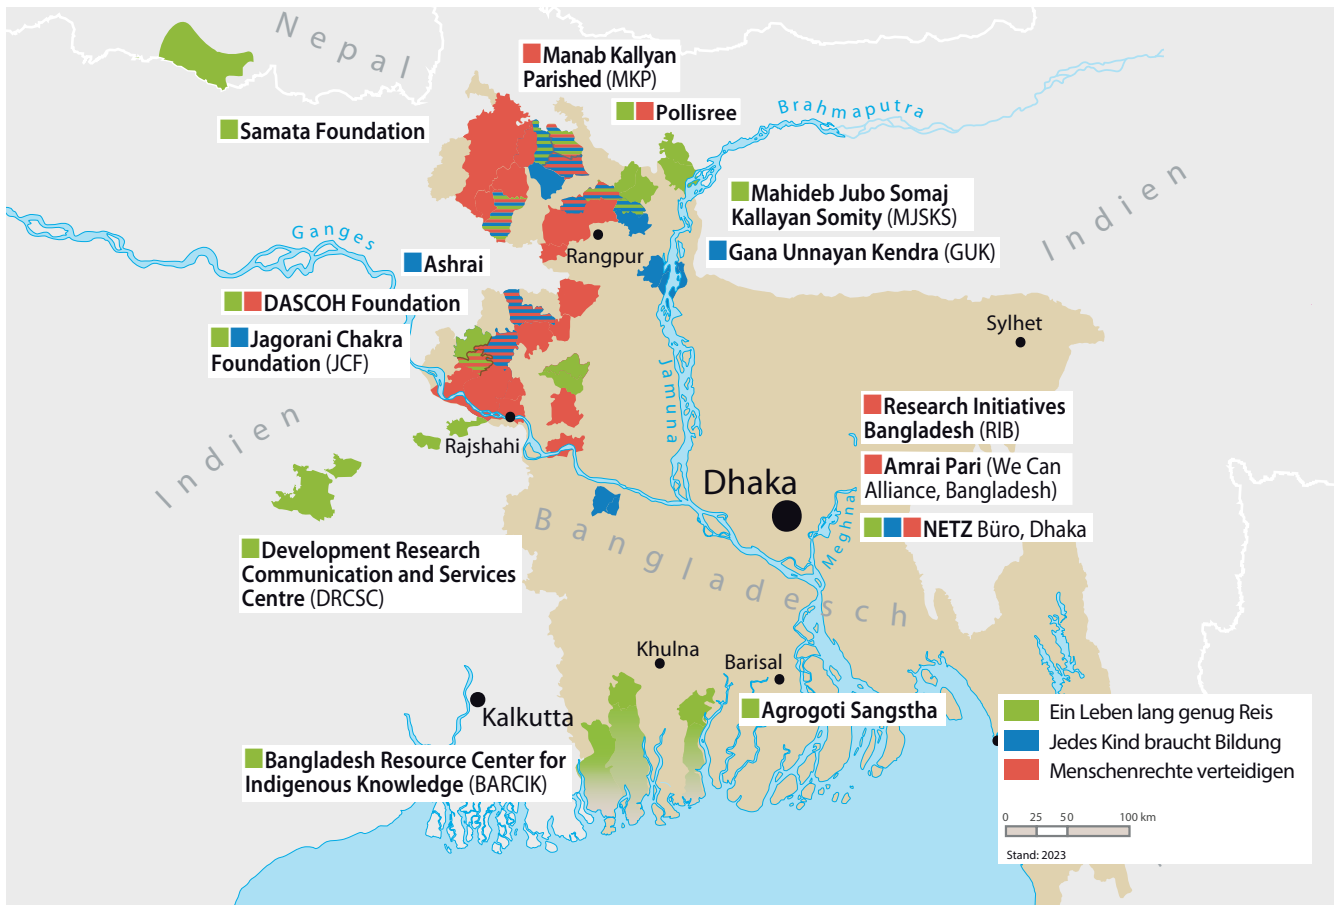 Nepal
Manab Kallyan
Parished (MKP)
Pollisree
Brahmaputra
Samata Foundation
Indien
Mahideb Jubo Somaj
Kallayan Somity (MJSKS)
Ganges
Gana Unnayan Kendra (GUK)
Rangpur
Ashrai
DASCOH Foundation
Jagorani Chakra
Foundation (JCF)
Sylhet
Jamuna
Indien
Rajshahi
Research Initiatives
Bangladesh (RIB)
Amrai Pari (We Can
Alliance, Bangladesh)
Dhaka
Meghna
NETZ Büro, Dhaka
Bangladesch
Development Research
Communication and Services
Centre (DRCSC)
Khulna
Barisal
Agrogoti Sangstha
Kalkutta
Bangladesh Resource Center for
Indigenous Knowledge (BARCIK)
Ein Leben lang genug Reis
Jedes Kind braucht Bildung
Menschenrechte verteidigen
0 25 50 100 km
Stand: 2023